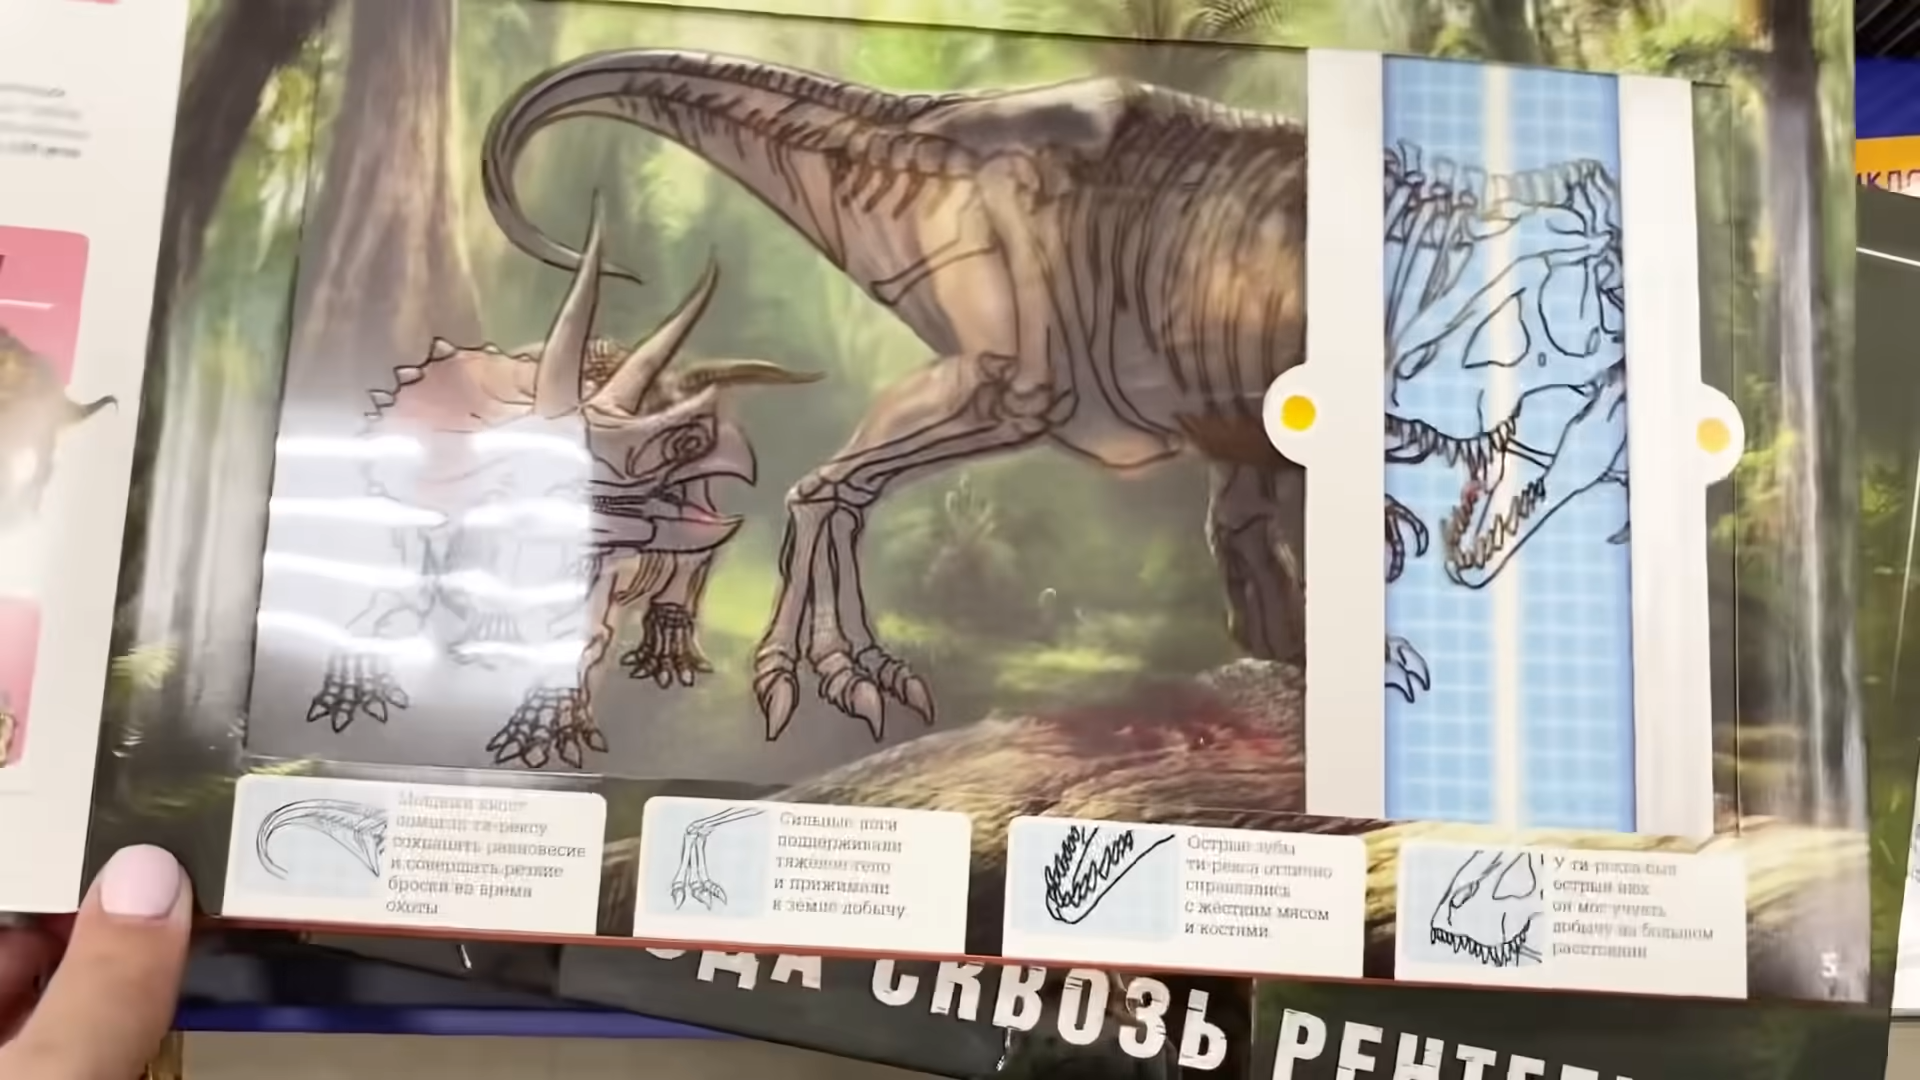 Мощный хвост
помогал ти-рексу
сохранять равновесие
и совершать резкие
броски во время
охоты
Сильные ноги
поддерживали
тяжёлое тело
и прижимали
к земле добычу
Острые зубы
ти-рекса отлично
справлялись
с жёстким мясом
и костями.
У ти-рекса был
острый нюх
он мог учуять
добычу на большом
расстоянии
5
СКВОЗЬ